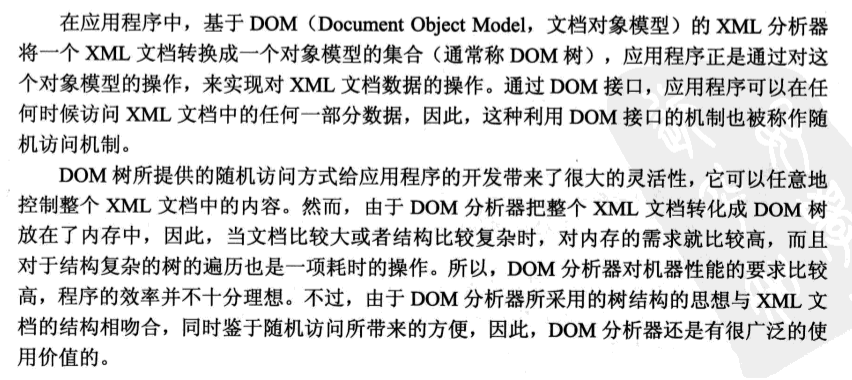 在应用程序中，基于 DOM（Document Object Model，文档对象模型）的 XML 分析器
将一个 XML 文档转换成一个对象模型的集合（通常称 DOM 树），应用程序正是通过对这
个对象模型的操作，来实现对 XML 文档数据的操作。通过 DOM 接口，应用程序可以在任
何时候访问 XML 文档中的任何一部分数据，因此，这种利用 DOM 接口的机制也被称作随
机访问机制。
DOM 树所提供的随机访问方式给应用程序的开发带来了很大的灵活性，它可以任意地
控制整个 XML 文档中的内容。然而，由于 DOM 分析器把整个 XML 文档转化成 DOM 树
放在了内存中，因此，当文档比较大或者结构比较复杂时，对内存的需求就比较高，而且
对于结构复杂的树的遍历也是一项耗时的操作。所以，DOM 分析器对机器性能的要求比较
高，程序的效率并不十分理想。不过，由于 DOM 分析器所采用的树结构的思想与 XML 文
档的结构相吻合，同时鉴于随机访问所带来的方便，因此，DOM 分析器还是有很广泛的使
用价值的。